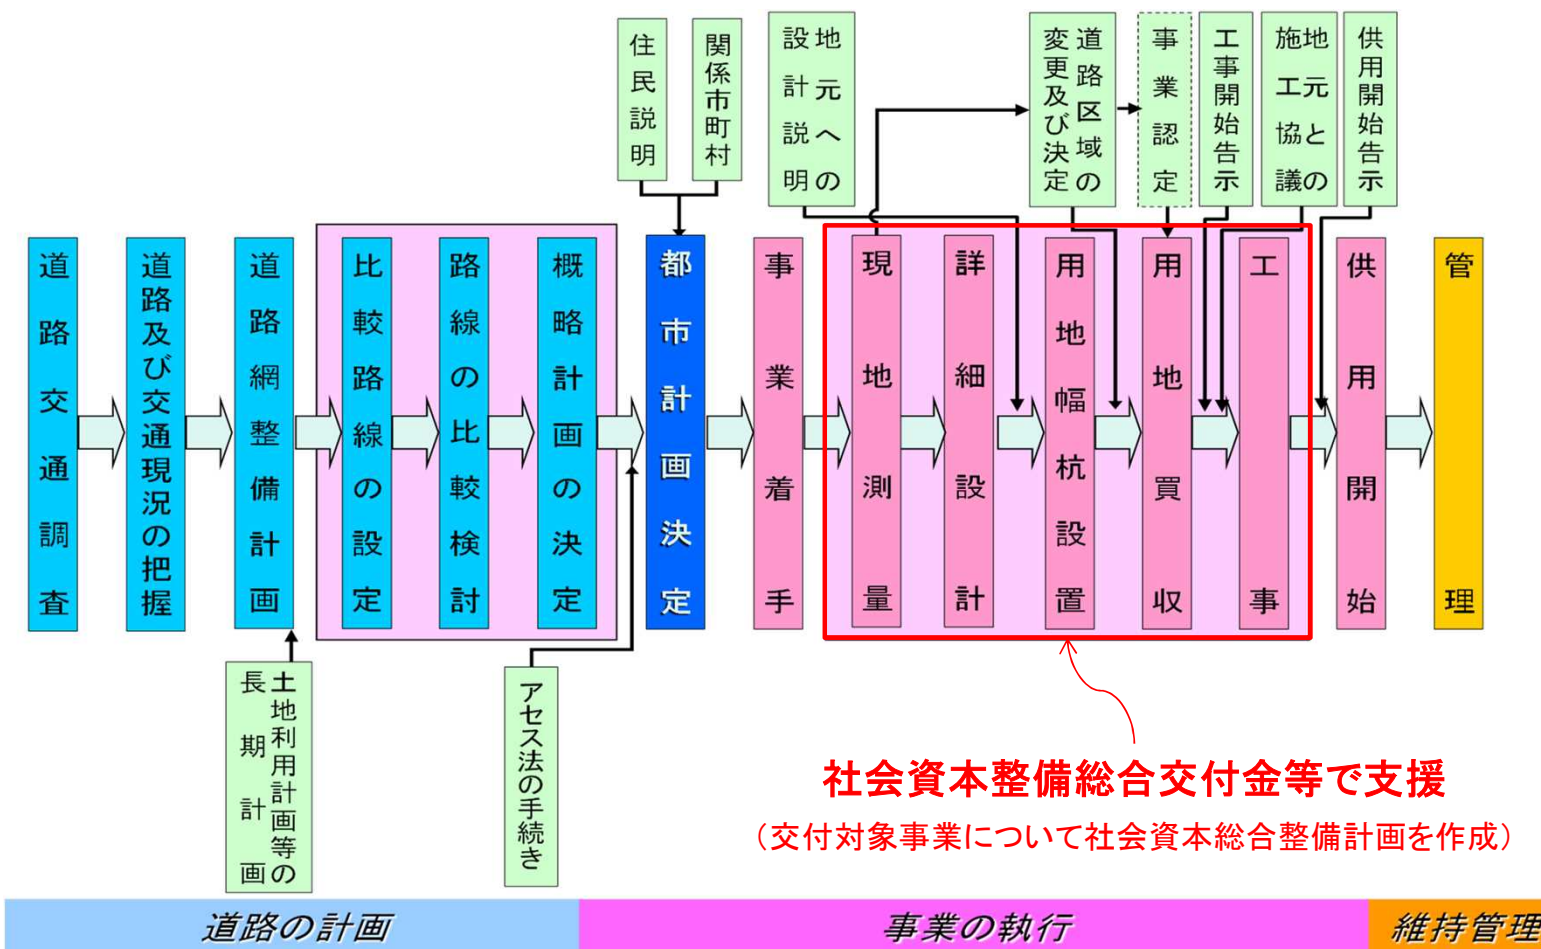 住民説明
関係市町村
地元への
設計説明
道路区域の
変更及び決定
事業認定
工事開始告示
地元との
施工協議
供用開始告示
道路交通調査
道路及び交通現況の把握
道路網整備計画
比較路線の設定
路線の比較検討
概略計画の決定
都市計画決定
事業着手
現地測量
詳細設計
用地幅杭設置
用地買収
工事
供用開始
管理
土地利用計画等の
長期計画
アセス法の手続き
社会資本整備総合交付金等で支援
（交付対象事業について社会資本総合整備計画を作成）
道路の計画
事業の執行
維持管理